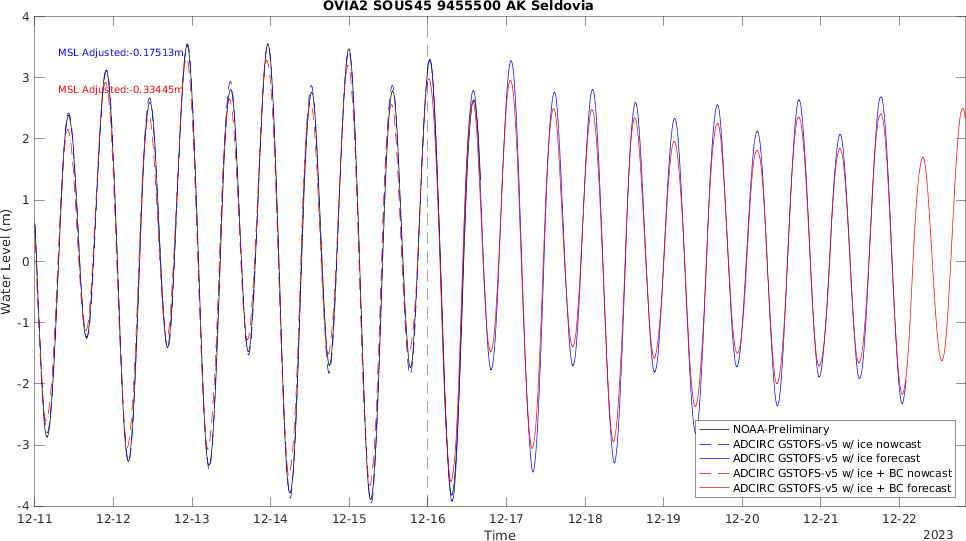 OVIA2 SOUS45 9455500 AK Seldovia
4
3
2
1
0
-1
-2
-3
-4
Water Level (m)
MSL Adjusted:-0.17513m
MSL Adjusted:-0.33445m
NOAA-Preliminary
ADCIRC GSTOFS-v5 w/ ice nowcast
ADCIRC GSTOFS-v5 w/ ice forecast
ADCIRC GSTOFS-v5 w/ ice + BC nowcast
ADCIRC GSTOFS-v5 w/ ice + BC forecast
12-11 12-12 12-13 12-14 12-15 12-16 12-17 12-18 12-19 12-20 12-21 12-22
Time
2023